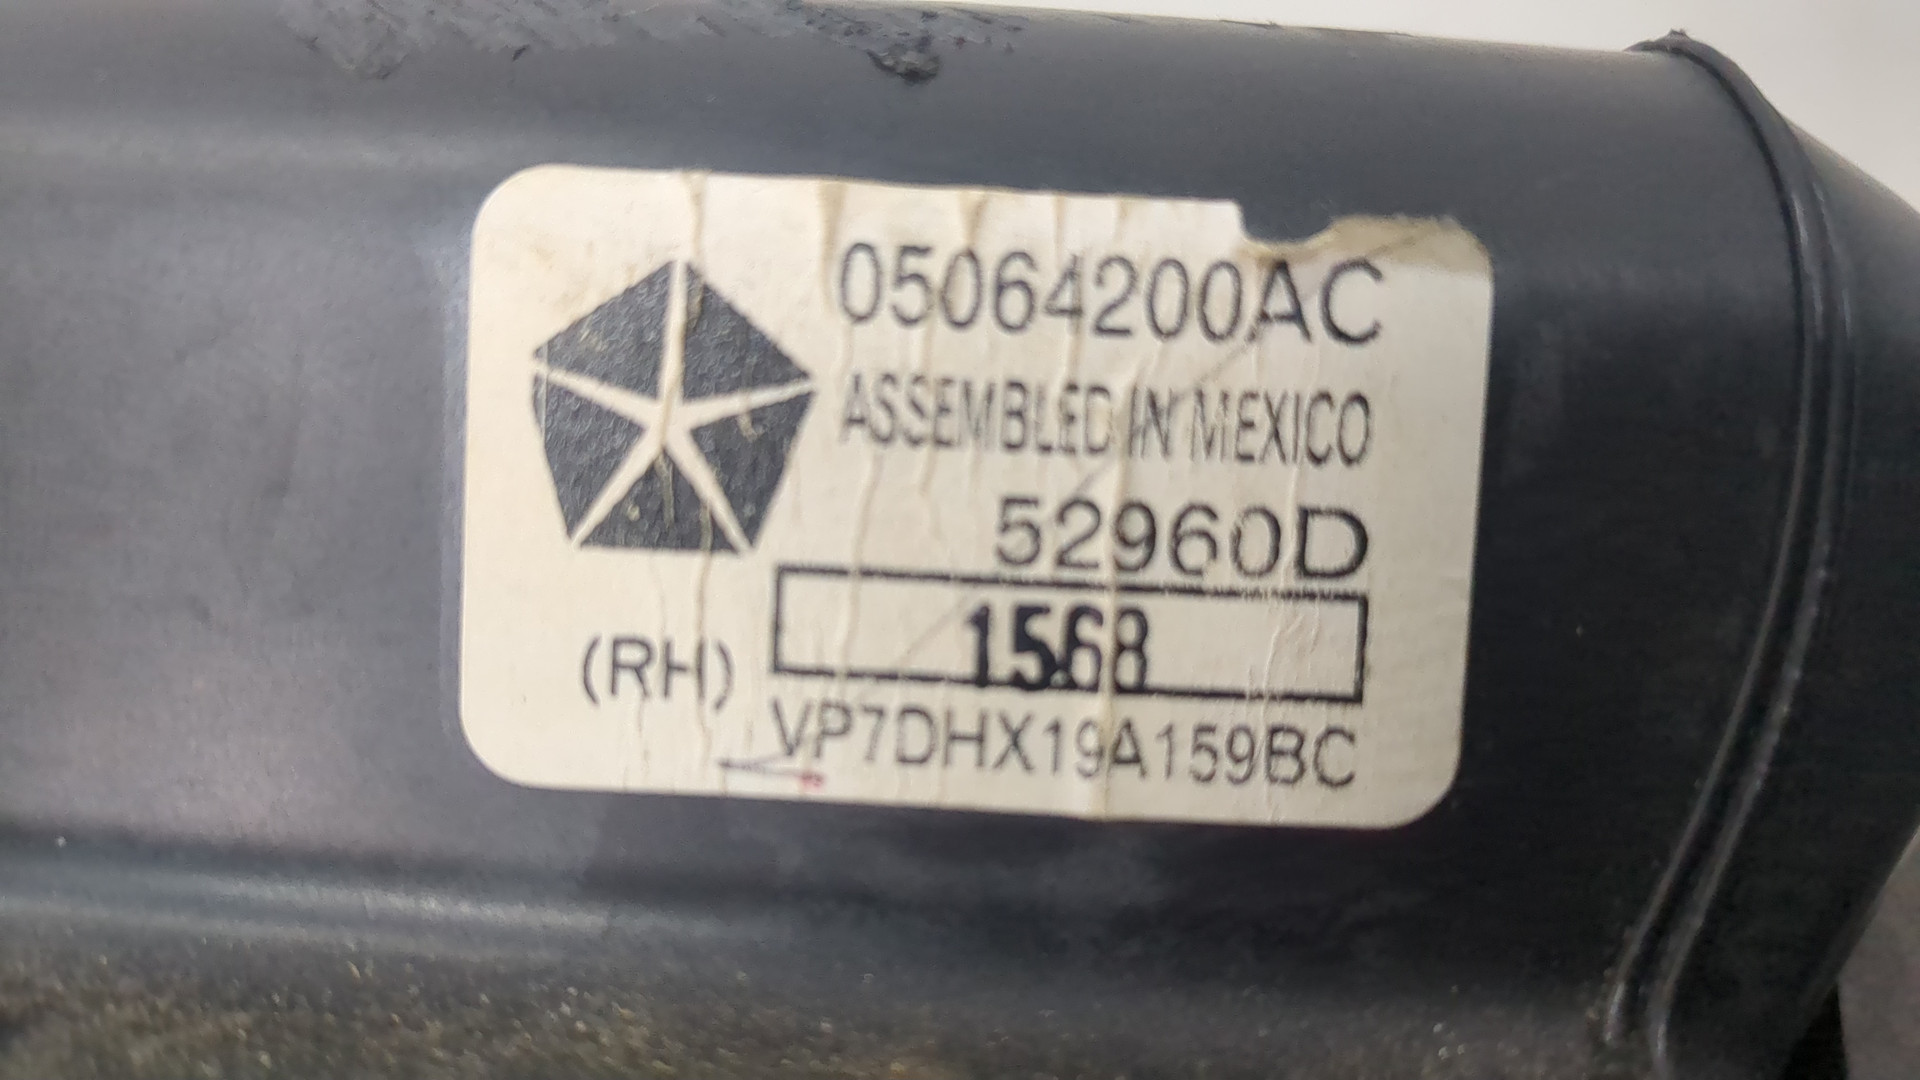 05064200AC
ASSEMBLED IN MEXICO
52960D
1568
(RH)
VP7DHX19A159BC